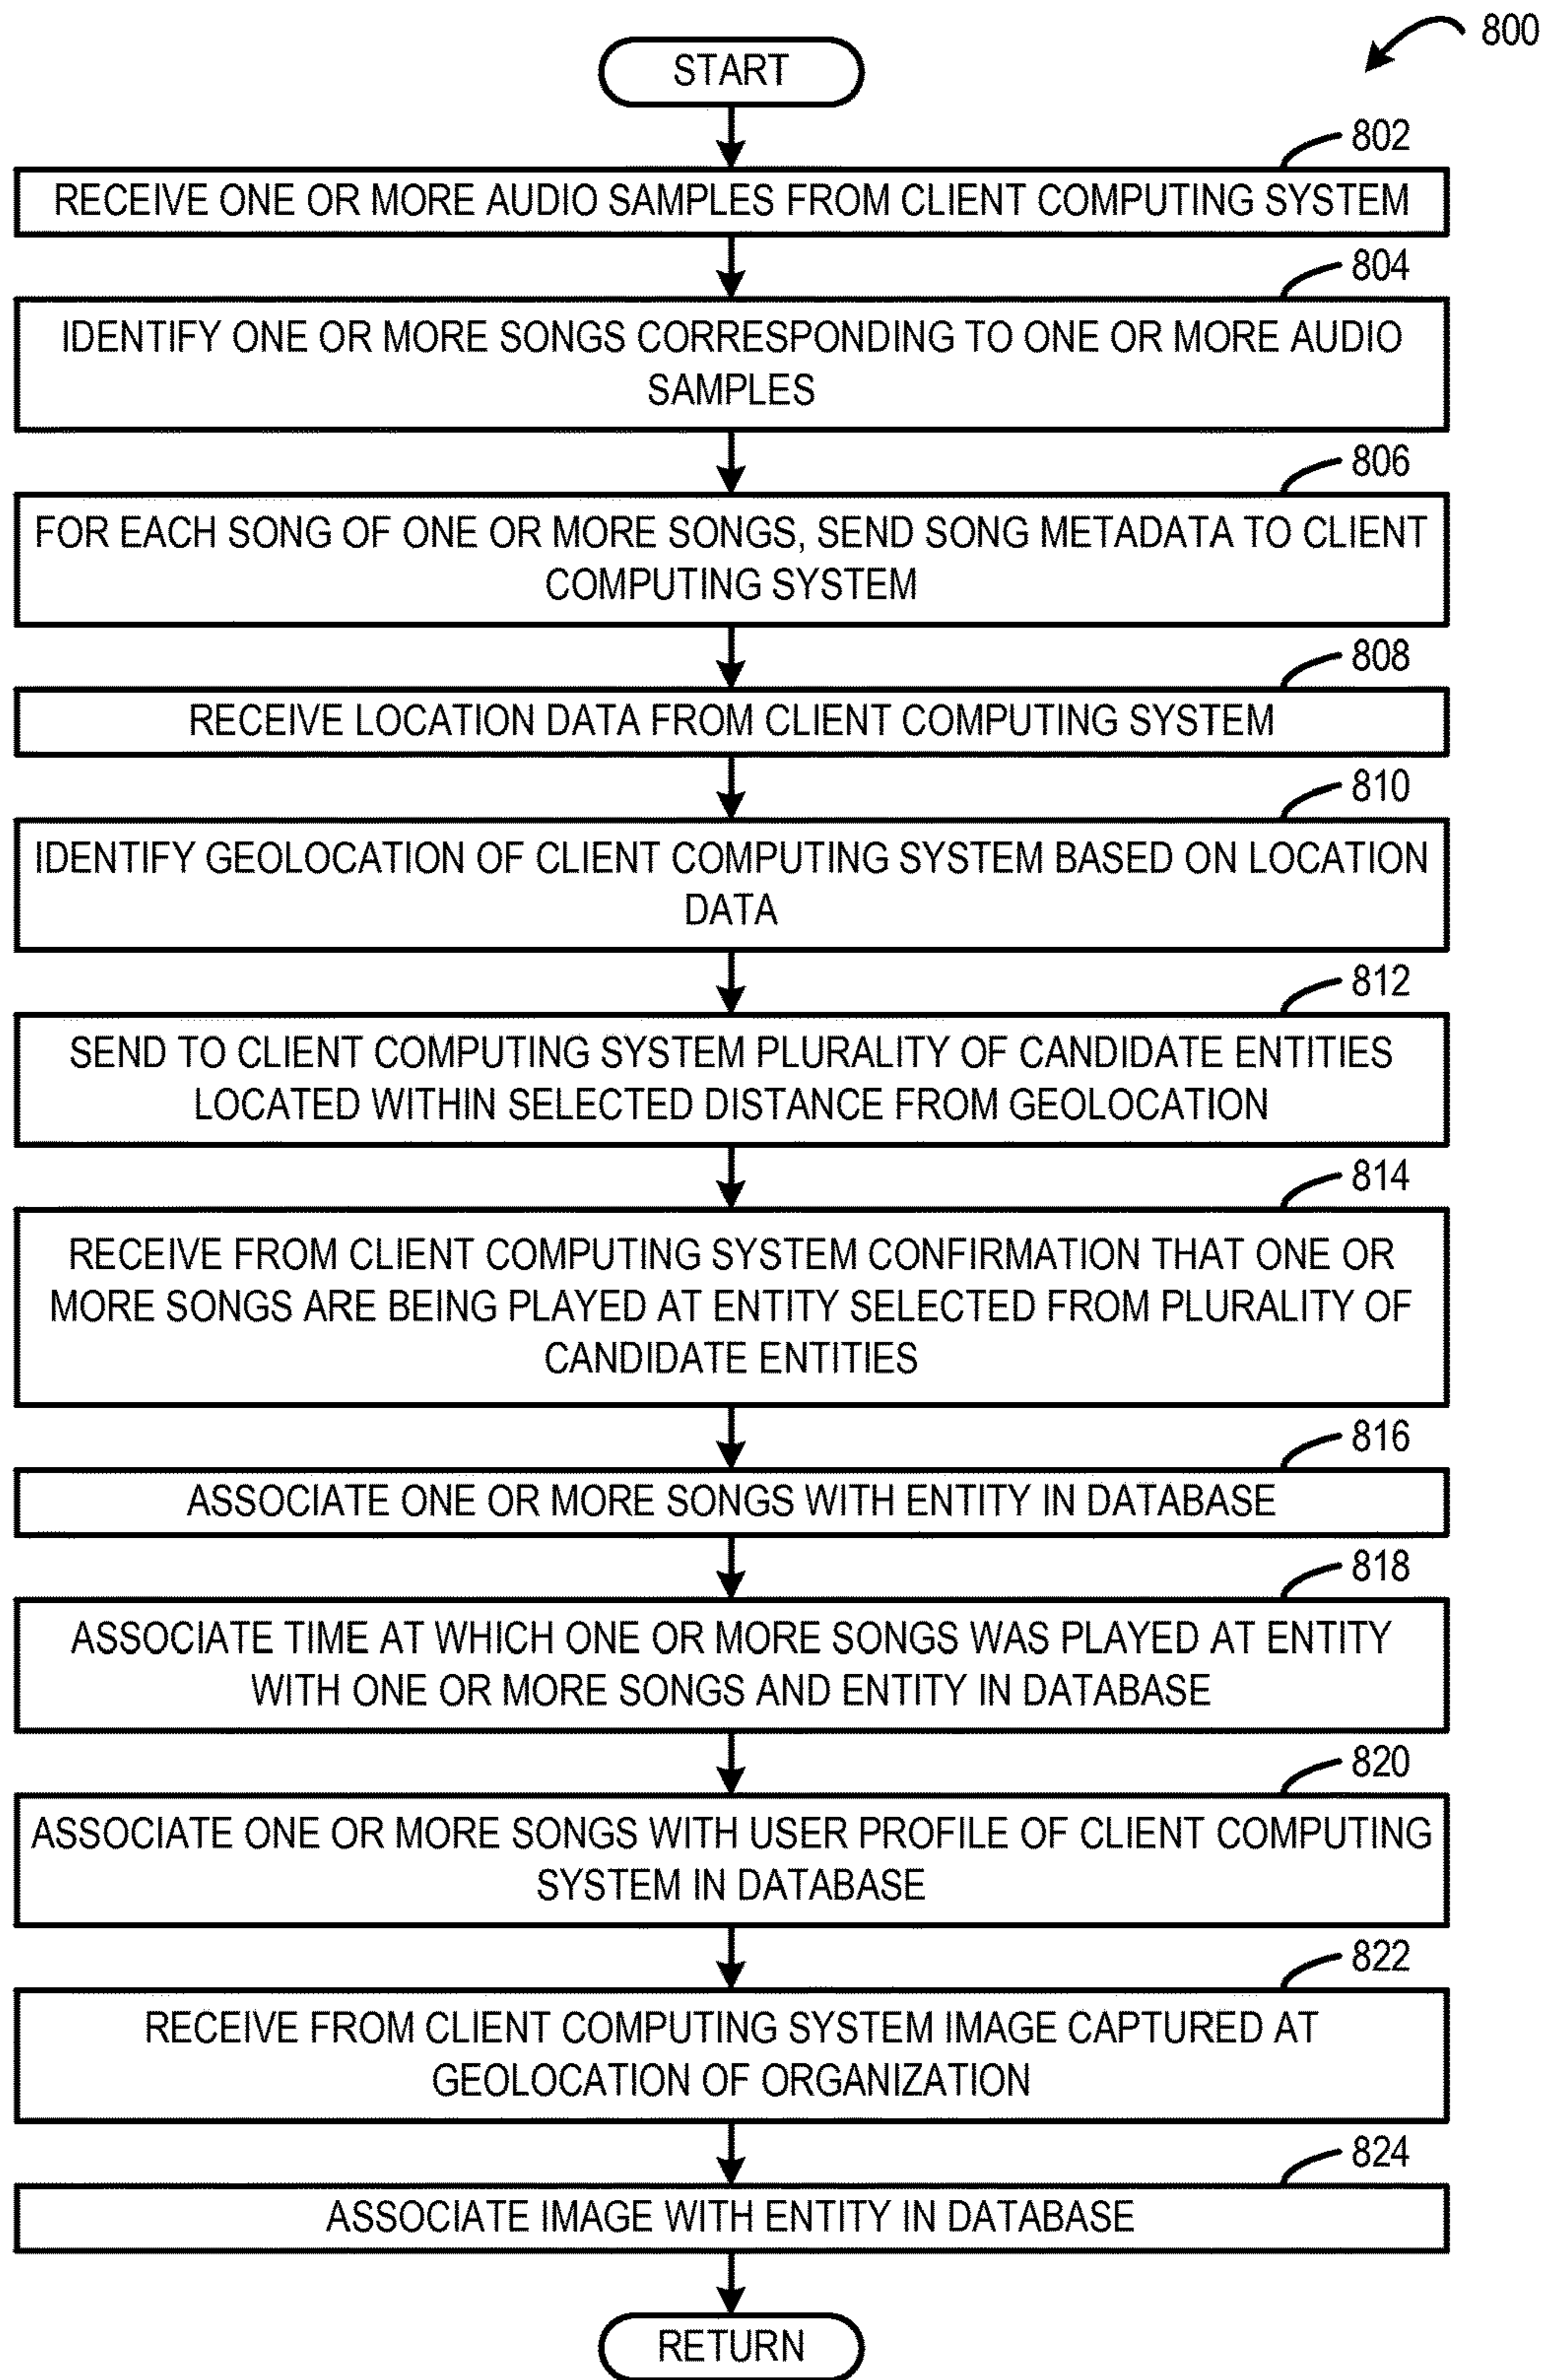 800
START
802
RECEIVE ONE OR MORE AUDIO SAMPLES FROM CLIENT COMPUTING SYSTEM
804
IDENTIFY ONE OR MORE SONGS CORRESPONDING TO ONE OR MORE AUDIO
SAMPLES
806
FOR EACH SONG OF ONE OR MORE SONGS, SEND SONG METADATA TO CLIENT
COMPUTING SYSTEM
808
RECEIVE LOCATION DATA FROM CLIENT COMPUTING SYSTEM
810
IDENTIFY GEOLOCATION OF CLIENT COMPUTING SYSTEM BASED ON LOCATION
DATA
812
SEND TO CLIENT COMPUTING SYSTEM PLURALITY OF CANDIDATE ENTITIES
LOCATED WITHIN SELECTED DISTANCE FROM GEOLOCATION
814
RECEIVE FROM CLIENT COMPUTING SYSTEM CONFIRMATION THAT ONE OR
MORE SONGS ARE BEING PLAYED AT ENTITY SELECTED FROM PLURALITY OF
CANDIDATE ENTITIES
816
ASSOCIATE ONE OR MORE SONGS WITH ENTITY IN DATABASE
818
ASSOCIATE TIME AT WHICH ONE OR MORE SONGS WAS PLAYED AT ENTITY
WITH ONE OR MORE SONGS AND ENTITY IN DATABASE
820
ASSOCIATE ONE OR MORE SONGS WITH USER PROFILE OF CLIENT COMPUTING
SYSTEM IN DATABASE
822
RECEIVE FROM CLIENT COMPUTING SYSTEM IMAGE CAPTURED AT
GEOLOCATION OF ORGANIZATION
824
ASSOCIATE IMAGE WITH ENTITY IN DATABASE
RETURN